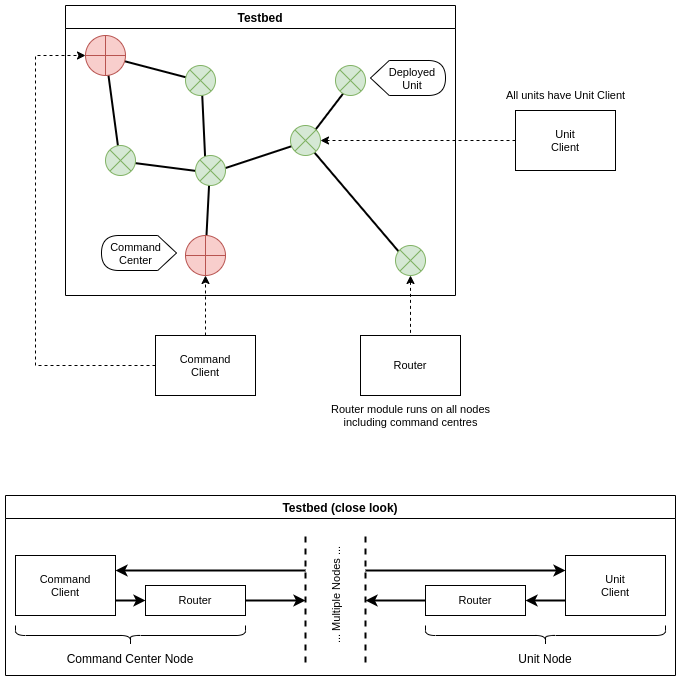 Testbed
Deployed
Unit
All units have Unit Client
Unit
Client
Command
Center
Command
Client
Router
Router module runs on all nodes
including command centres
Testbed (close look)
Command
Client
Router
... Multiple Nodes ...
Router
Unit
Client
Command Center Node
Unit Node